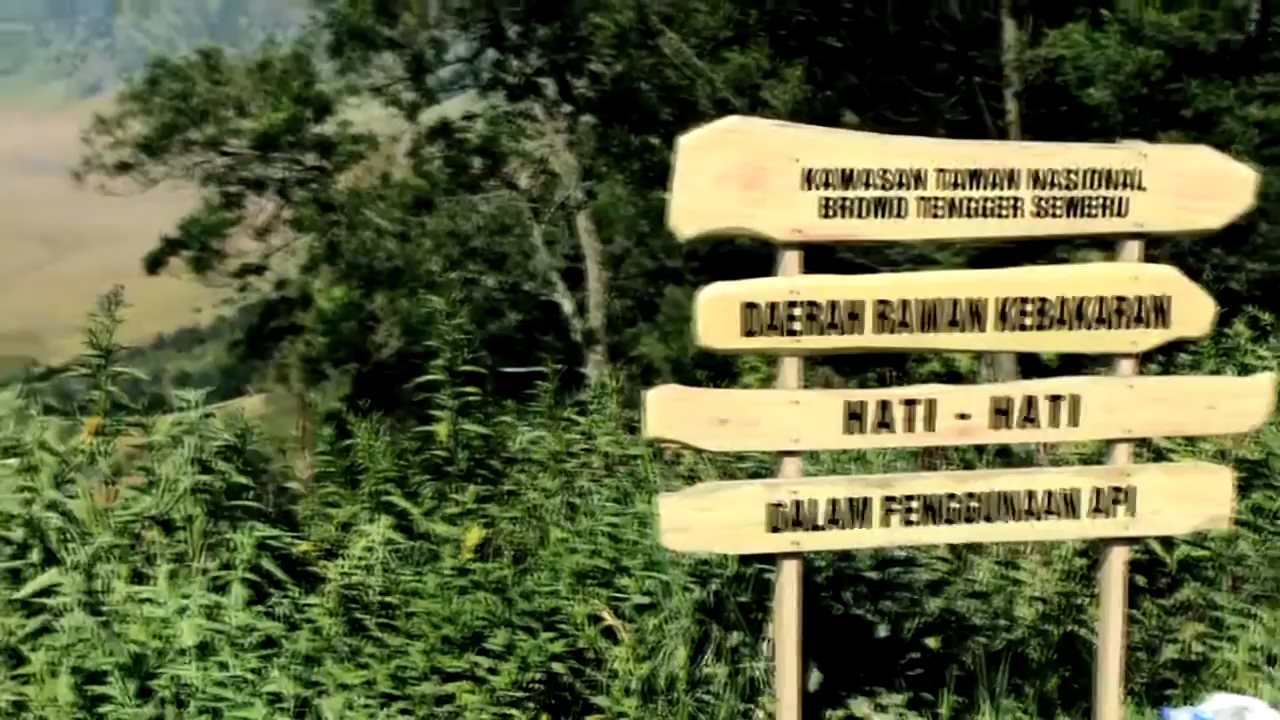 KAWASAN TAMAN NASIONAL
BROMO TENGGER SEMERU
DAERAH RAWAN KEBAKARAN
HATI - HATI
DALAM PENGGUNAAN API